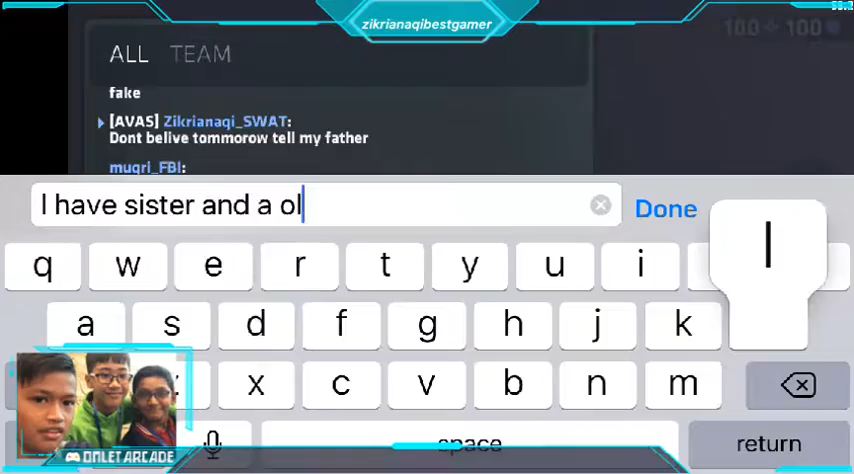 zikrianaqibestgamer
100 100
ALL TEAM
fake
[AVAS] Zikrianaqi_SWAT:
Dont belive tommorow tell my father
muqri_FBI:
I have sister and a ol
Done
l
q w e r t y u i
a s d f g h j k
x c v b n m
space return
OMLET ARCADE